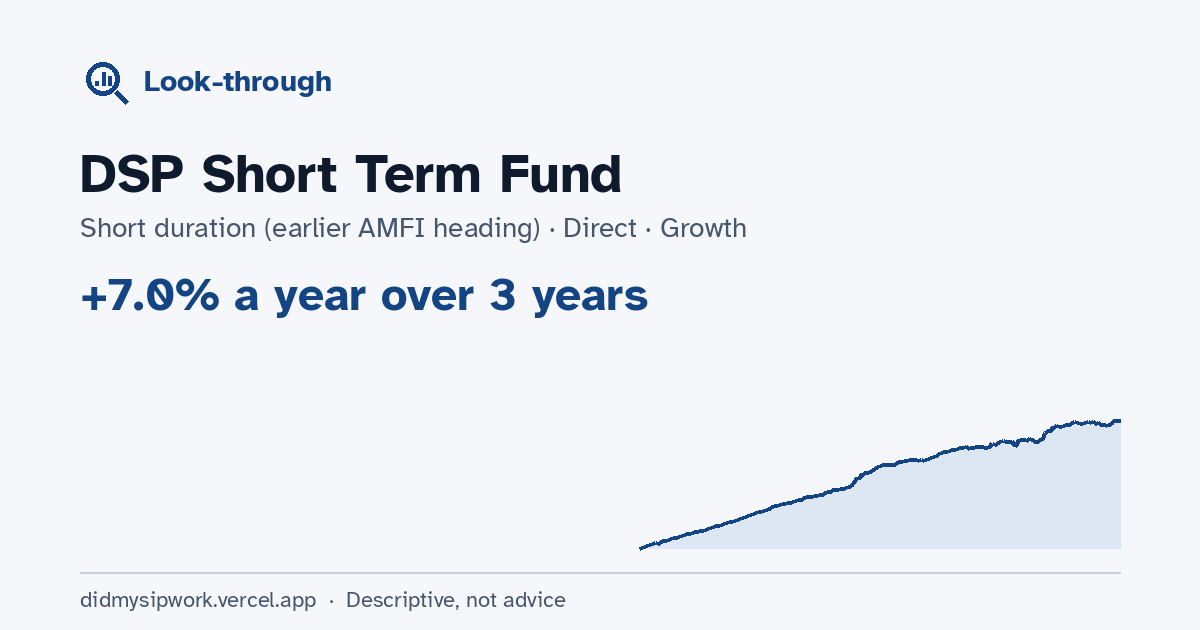 Look-through
DSP Short Term Fund
Short duration (earlier AMFI heading) · Direct · Growth
+7.0% a year over 3 years
didmysipwork.vercel.app · Descriptive, not advice